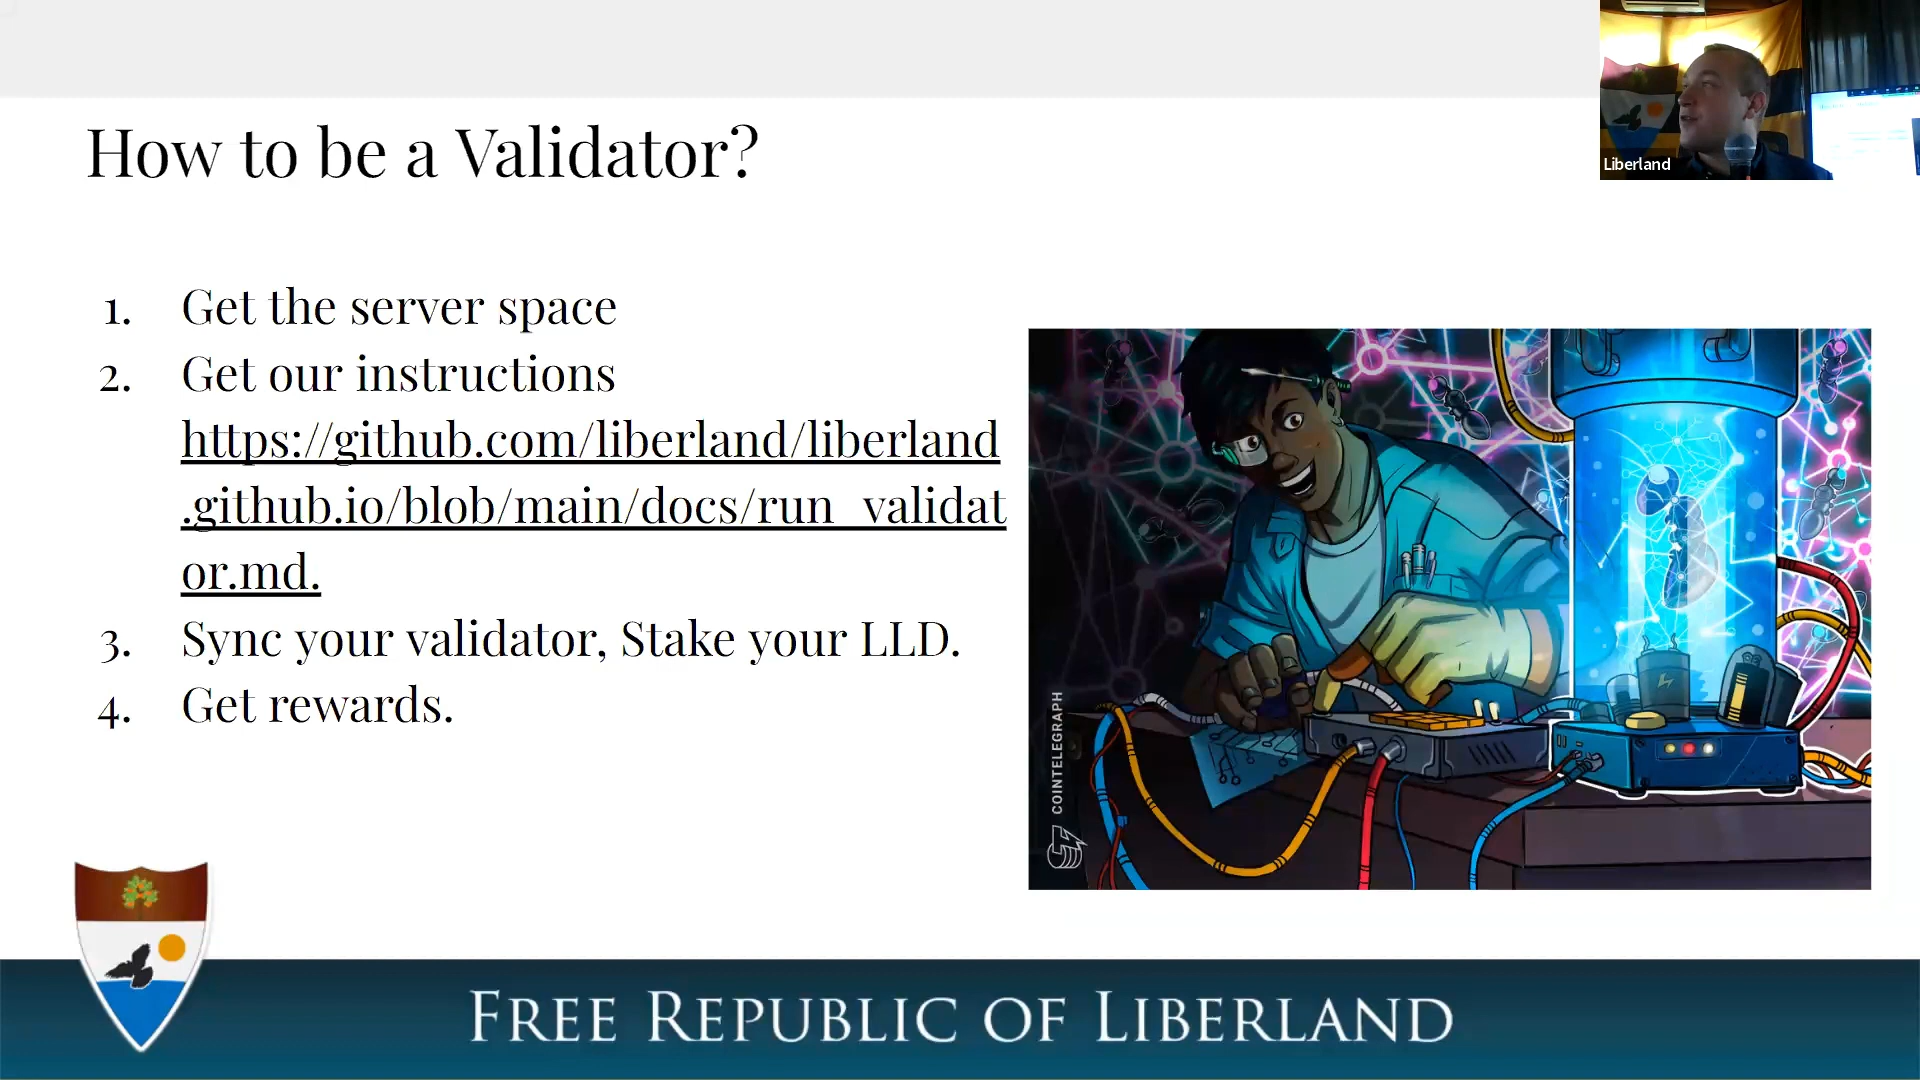 Liberland
How to be a Validator?
1. Get the server space
2. Get our instructions
https://github.com/liberland/liberland
.github.io/blob/main/docs/run_validat
or.md.
3. Sync your validator, Stake your LLD.
4. Get rewards.
COINTELEGRAPH
FREE REPUBLIC OF LIBERLAND